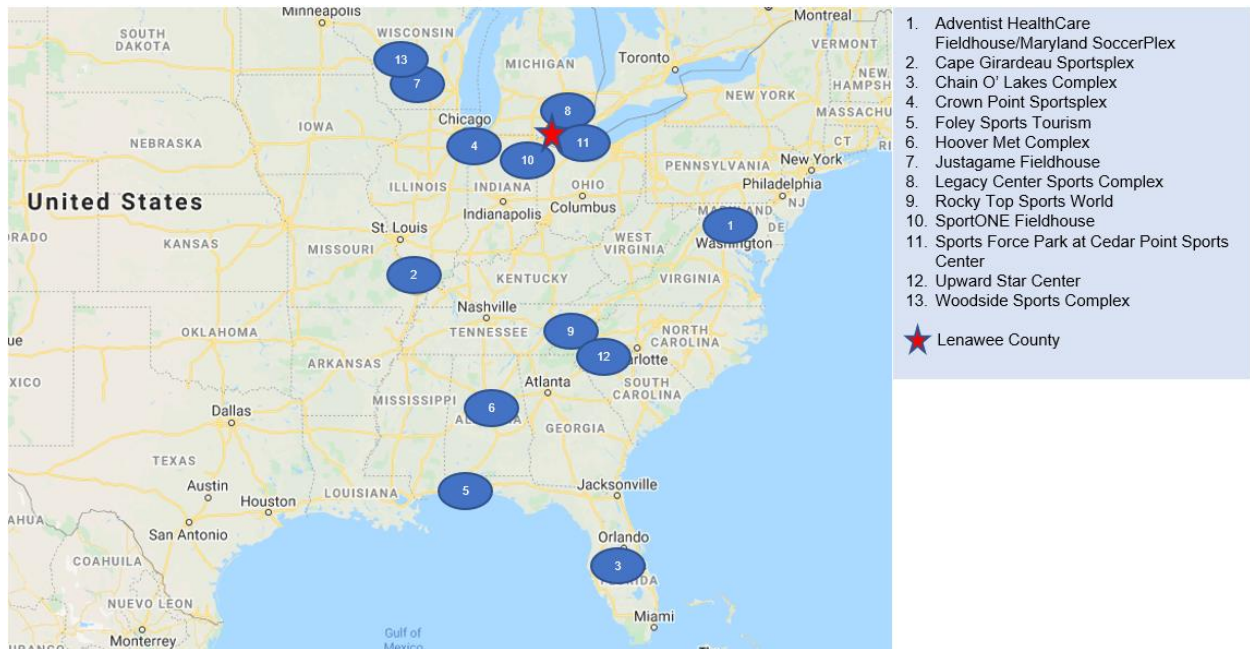 Minneapolis
Montreal
SOUTH
DAKOTA
WISCONSIN
MICHIGAN
Toronto
VERMONT
NEW
HAMPSH
13
7
8
NEW YORK
MASSACHU
Chicago
IOWA
CT
RI
NEBRASKA
4
10
11
PENNSYLVANIA
New York
ILLINOIS
INDIANA
OHIO
Philadelphia
United States
Indianapolis
Columbus
MARYLAND
NJ
1
DE
St. Louis
WEST
VIRGINIA
Washington
ORADO
KANSAS
MISSOURI
2
KENTUCKY
VIRGINIA
Nashville
OKLAHOMA
TENNESSEE
9
NORTH
CAROLINA
ue
ARKANSAS
12
rlotte
XICO
MISSISSIPPI
Atlanta
SOUTH
CAROLINA
Dallas
6
AL
A
GEORGIA
TEXAS
Austin
LOUISIANA
5
Jacksonville
Houston
AHUA
San Antonio
Orlando
COAHUILA
3
F
RIDA
NUEVO LEON
Miami
Monterrey
Gulf of
Mexico
URANGO
The
1. Adventist HealthCare
Fieldhouse/Maryland SoccerPlex
2. Cape Girardeau Sportsplex
3. Chain O' Lakes Complex
4. Crown Point Sportsplex
5. Foley Sports Tourism
6. Hoover Met Complex
7. Justagame Fieldhouse
8. Legacy Center Sports Complex
9. Rocky Top Sports World
10. SportONE Fieldhouse
11. Sports Force Park at Cedar Point Sports
Center
12. Upward Star Center
13. Woodside Sports Complex
Lenawee County